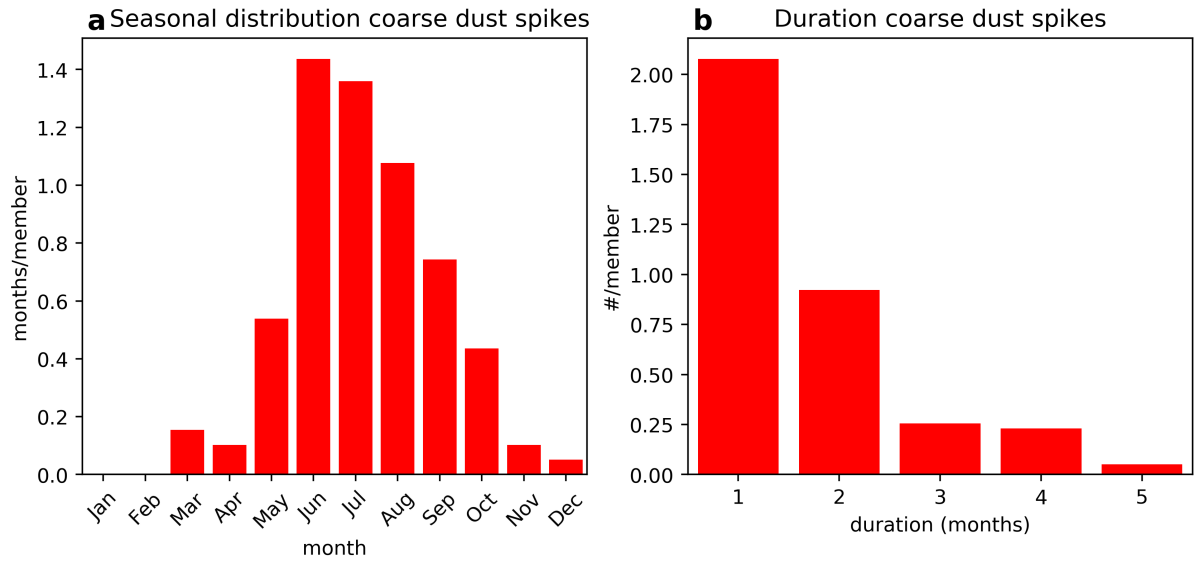 a Seasonal distribution coarse dust spikes
months/member
1.4
1.2
1.0
0.8
0.6
0.4
0.2
0.0
Jan Feb Mar Apr May Jun Jul Aug Sep Oct Nov Dec
month
b Duration coarse dust spikes
#/member
2.00
1.75
1.50
1.25
1.00
0.75
0.50
0.25
0.00
1 2 3 4 5
duration (months)